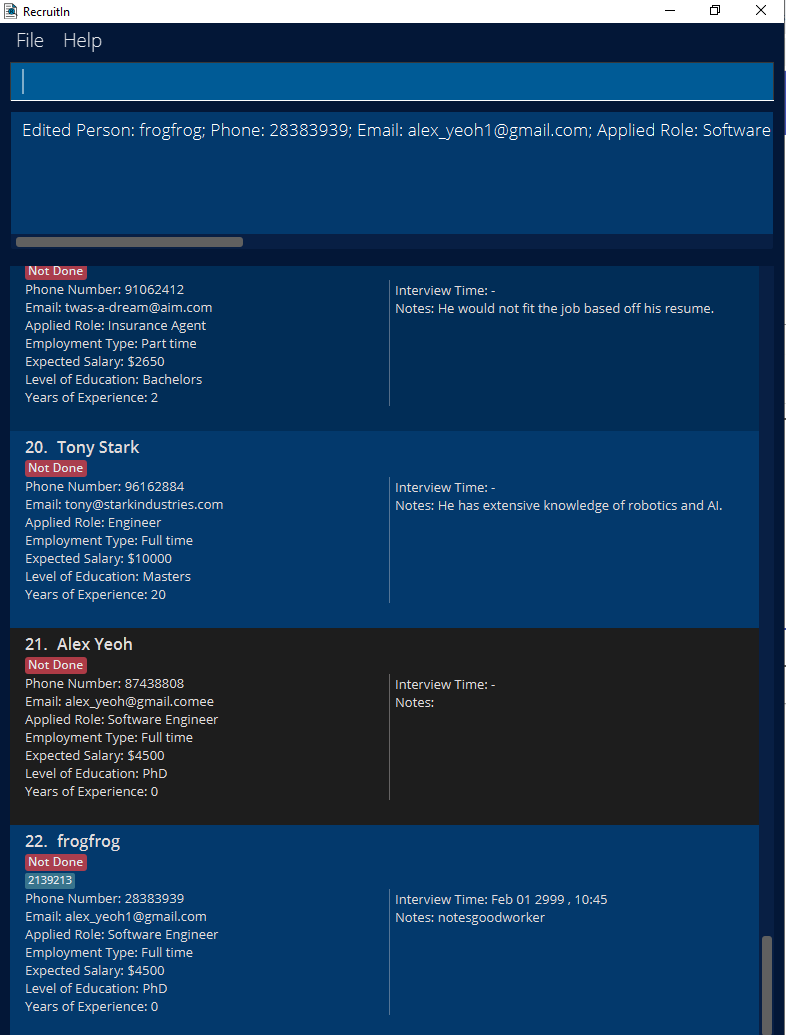 RecruitIn
File Help
Edited Person: frogfrog; Phone: 28383939; Email: alex_yeoh1@gmail.com; Applied Role: Software
Not Done
Phone Number: 91062412
Email: twas-a-dream@aim.com
Applied Role: Insurance Agent
Employment Type: Part time
Expected Salary: $2650
Level of Education: Bachelors
Years of Experience: 2
Interview Time: -
Notes: He would not fit the job based off his resume.
20. Tony Stark
Not Done
Phone Number: 96162884
Email: tony@starkindustries.com
Applied Role: Engineer
Employment Type: Full time
Expected Salary: $10000
Level of Education: Masters
Years of Experience: 20
Interview Time: -
Notes: He has extensive knowledge of robotics and AI.
21. Alex Yeoh
Not Done
Phone Number: 87438808
Email: alex_yeoh@gmail.comee
Applied Role: Software Engineer
Employment Type: Full time
Expected Salary: $4500
Level of Education: PhD
Years of Experience: 0
Interview Time: -
Notes:
22. frogfrog
Not Done
2139213
Phone Number: 28383939
Email: alex_yeoh1@gmail.com
Applied Role: Software Engineer
Employment Type: Full time
Expected Salary: $4500
Level of Education: PhD
Years of Experience: 0
Interview Time: Feb 01 2999 , 10:45
Notes: notesgoodworker